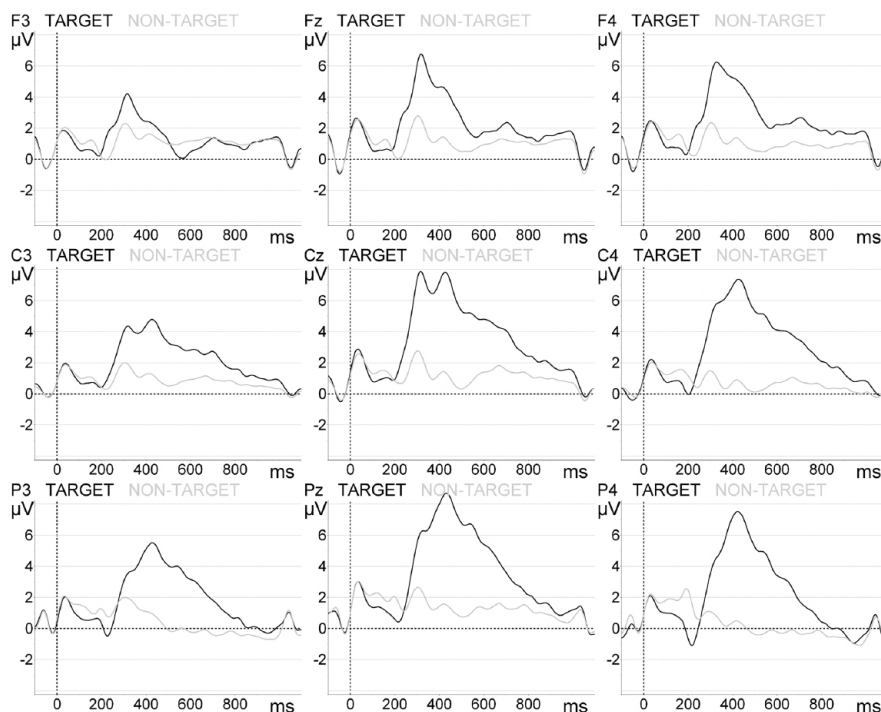 F3 TARGET NON-TARGET Fz TARGET NON-TARGET F4 TARGET NON-TARGET
µV µV µV
6 6 6
4 4 4
2 2 2
0 0 0
-2 -2 -2
0 200 400 600 800 ms 0 200 400 600 800 ms 0 200 400 600 800 ms
C3 TARGET NON-TARGET Cz TARGET NON-TARGET C4 TARGET NON-TARGET
µV µV µV
6 6 6
4 4 4
2 2 2
0 0 0
-2 -2 -2
0 200 400 600 800 ms 0 200 400 600 800 ms 0 200 400 600 800 ms
P3 TARGET NON-TARGET Pz TARGET NON-TARGET P4 TARGET NON-TARGET
µV µV µV
6 6 6
4 4 4
2 2 2
0 0 0
-2 -2 -2
0 200 400 600 800 ms 0 200 400 600 800 ms 0 200 400 600 800 ms